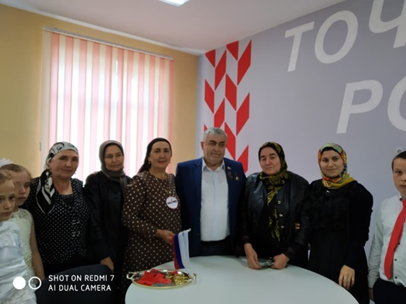 ТОЧ
РО
SHOT ON REDMI 7
AI DUAL CAMERA